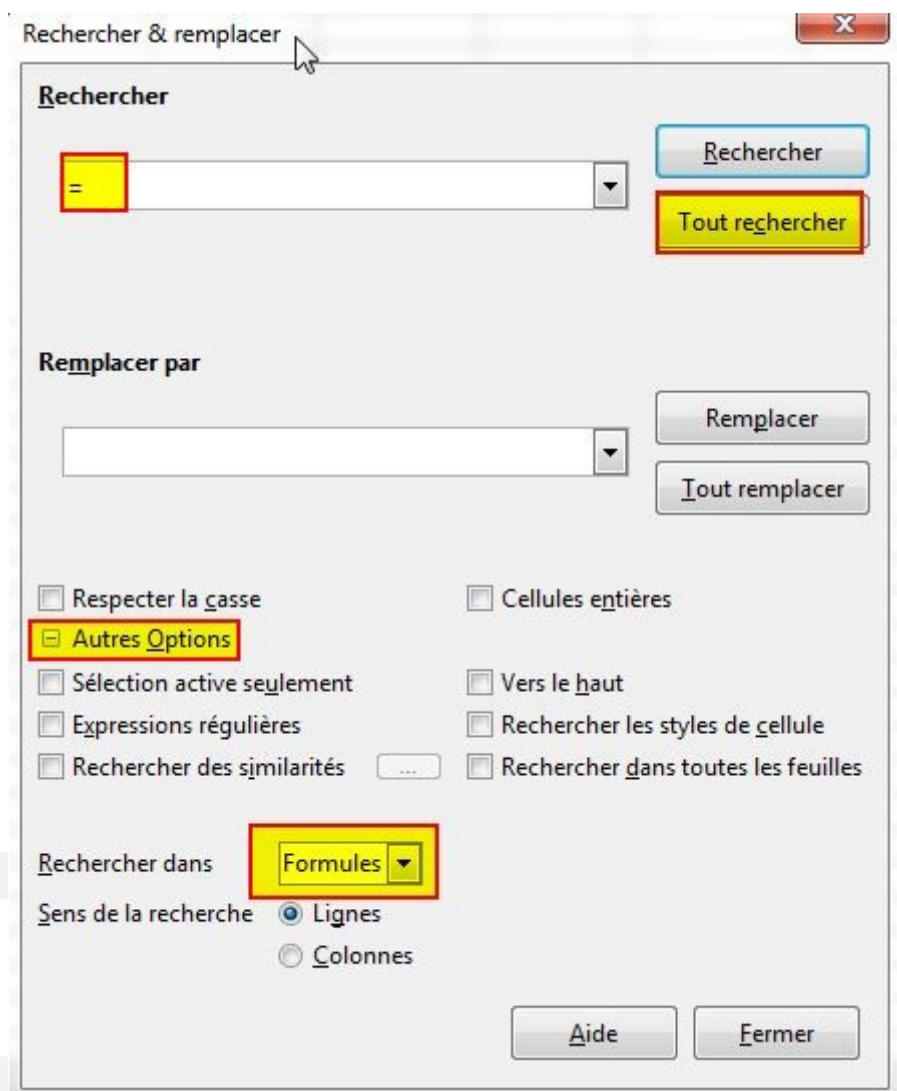 Rechercher & remplacer
Rechercher
=
Rechercher
Tout rechercher
Remplacer par
Remplacer
Tout remplacer
Respecter la casse
Cellules entières
Autres Options
Sélection active seulement
Vers le haut
Expressions régulières
Rechercher les styles de cellule
Rechercher des similarités
...
Rechercher dans toutes les feuilles
Rechercher dans
Formules
Sens de la recherche
Lignes
Colonnes
Aide
Fermer